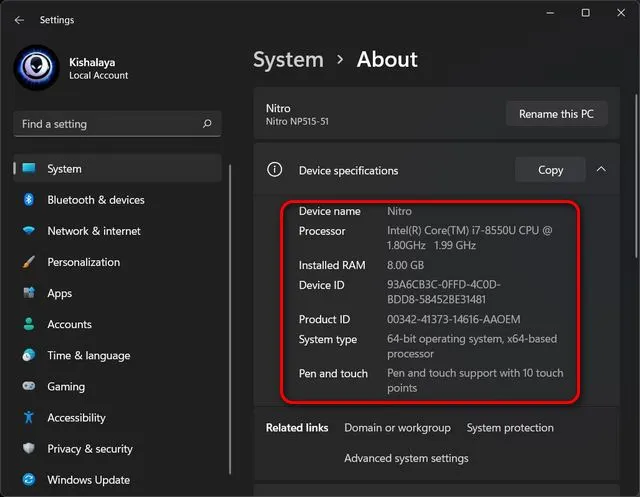 Settings
Kishalaya
Local Account
Find a setting
System
Bluetooth & devices
Network & internet
Personalization
Apps
Accounts
Time & language
Gaming
Accessibility
Privacy & security
Windows Update
System > About
Nitro
Nitro NP515-51
Rename this PC
Device specifications
Copy
Device name Nitro
Processor Intel(R) Core(TM) i7-8550U CPU @
1.80GHz 1.99 GHz
Installed RAM 8.00 GB
Device ID 93A6CB3C-0FFD-4C0D-
BDD8-58452BE31481
Product ID 00342-41373-14616-AAOEM
System type 64-bit operating system, x64-based
processor
Pen and touch Pen and touch support with 10 touch
points
Related links Domain or workgroup System protection
Advanced system settings